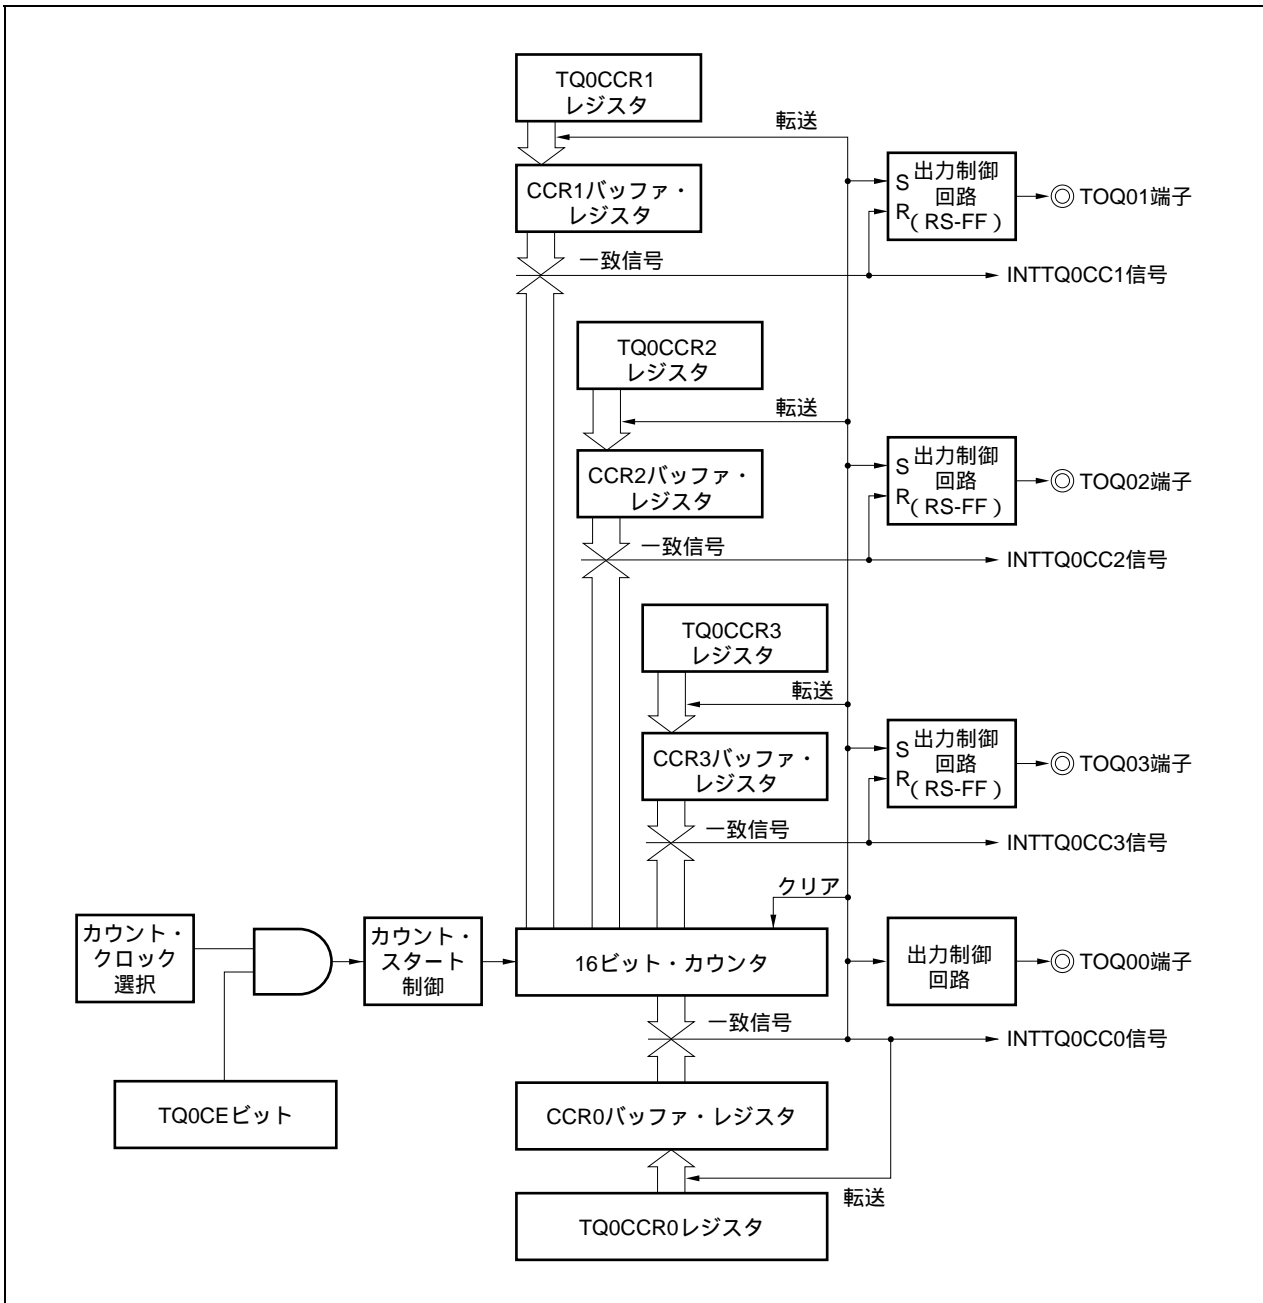 TQ0CCR1
レジスタ
転送
CCR1バッファ・
レジスタ
S 出力制御
回路
R (RS-FF)
TOQ01端子
一致信号
INTTQ0CC1信号
TQ0CCR2
レジスタ
転送
CCR2バッファ・
レジスタ
S 出力制御
回路
R (RS-FF)
TOQ02端子
一致信号
INTTQ0CC2信号
TQ0CCR3
レジスタ
転送
CCR3バッファ・
レジスタ
S 出力制御
回路
R (RS-FF)
TOQ03端子
一致信号
INTTQ0CC3信号
クリア
カウント・
クロック
選択
カウント・
スタート
制御
16ビット・カウンタ
出力制御
回路
TOQ00端子
一致信号
INTTQ0CC0信号
TQ0CEビット
CCR0バッファ・レジスタ
転送
TQ0CCR0レジスタ